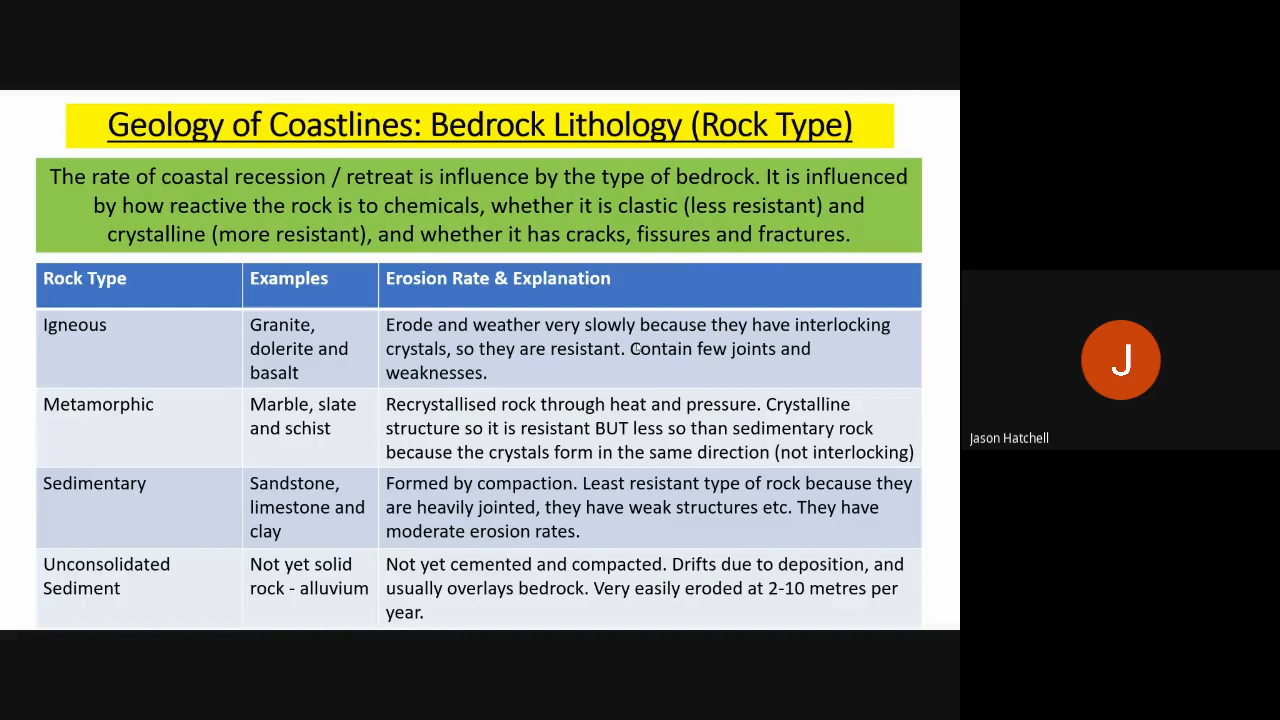 Geology of Coastlines: Bedrock Lithology (Rock Type)
The rate of coastal recession / retreat is influence by the type of bedrock. It is influenced
by how reactive the rock is to chemicals, whether it is clastic (less resistant) and
crystalline (more resistant), and whether it has cracks, fissures and fractures.
Rock Type
Examples
Erosion Rate & Explanation
Igneous
Granite,
dolerite and
basalt
Erode and weather very slowly because they have interlocking
crystals, so they are resistant. Contain few joints and
weaknesses.
Metamorphic
Marble, slate
and schist
Recrystallised rock through heat and pressure. Crystalline
structure so it is resistant BUT less so than sedimentary rock
because the crystals form in the same direction (not interlocking)
Sedimentary
Sandstone,
limestone and
clay
Formed by compaction. Least resistant type of rock because they
are heavily jointed, they have weak structures etc. They have
moderate erosion rates.
Unconsolidated
Sediment
Not yet solid
rock - alluvium
Not yet cemented and compacted. Drifts due to deposition, and
usually overlays bedrock. Very easily eroded at 2-10 metres per
year.
J
Jason Hatchell